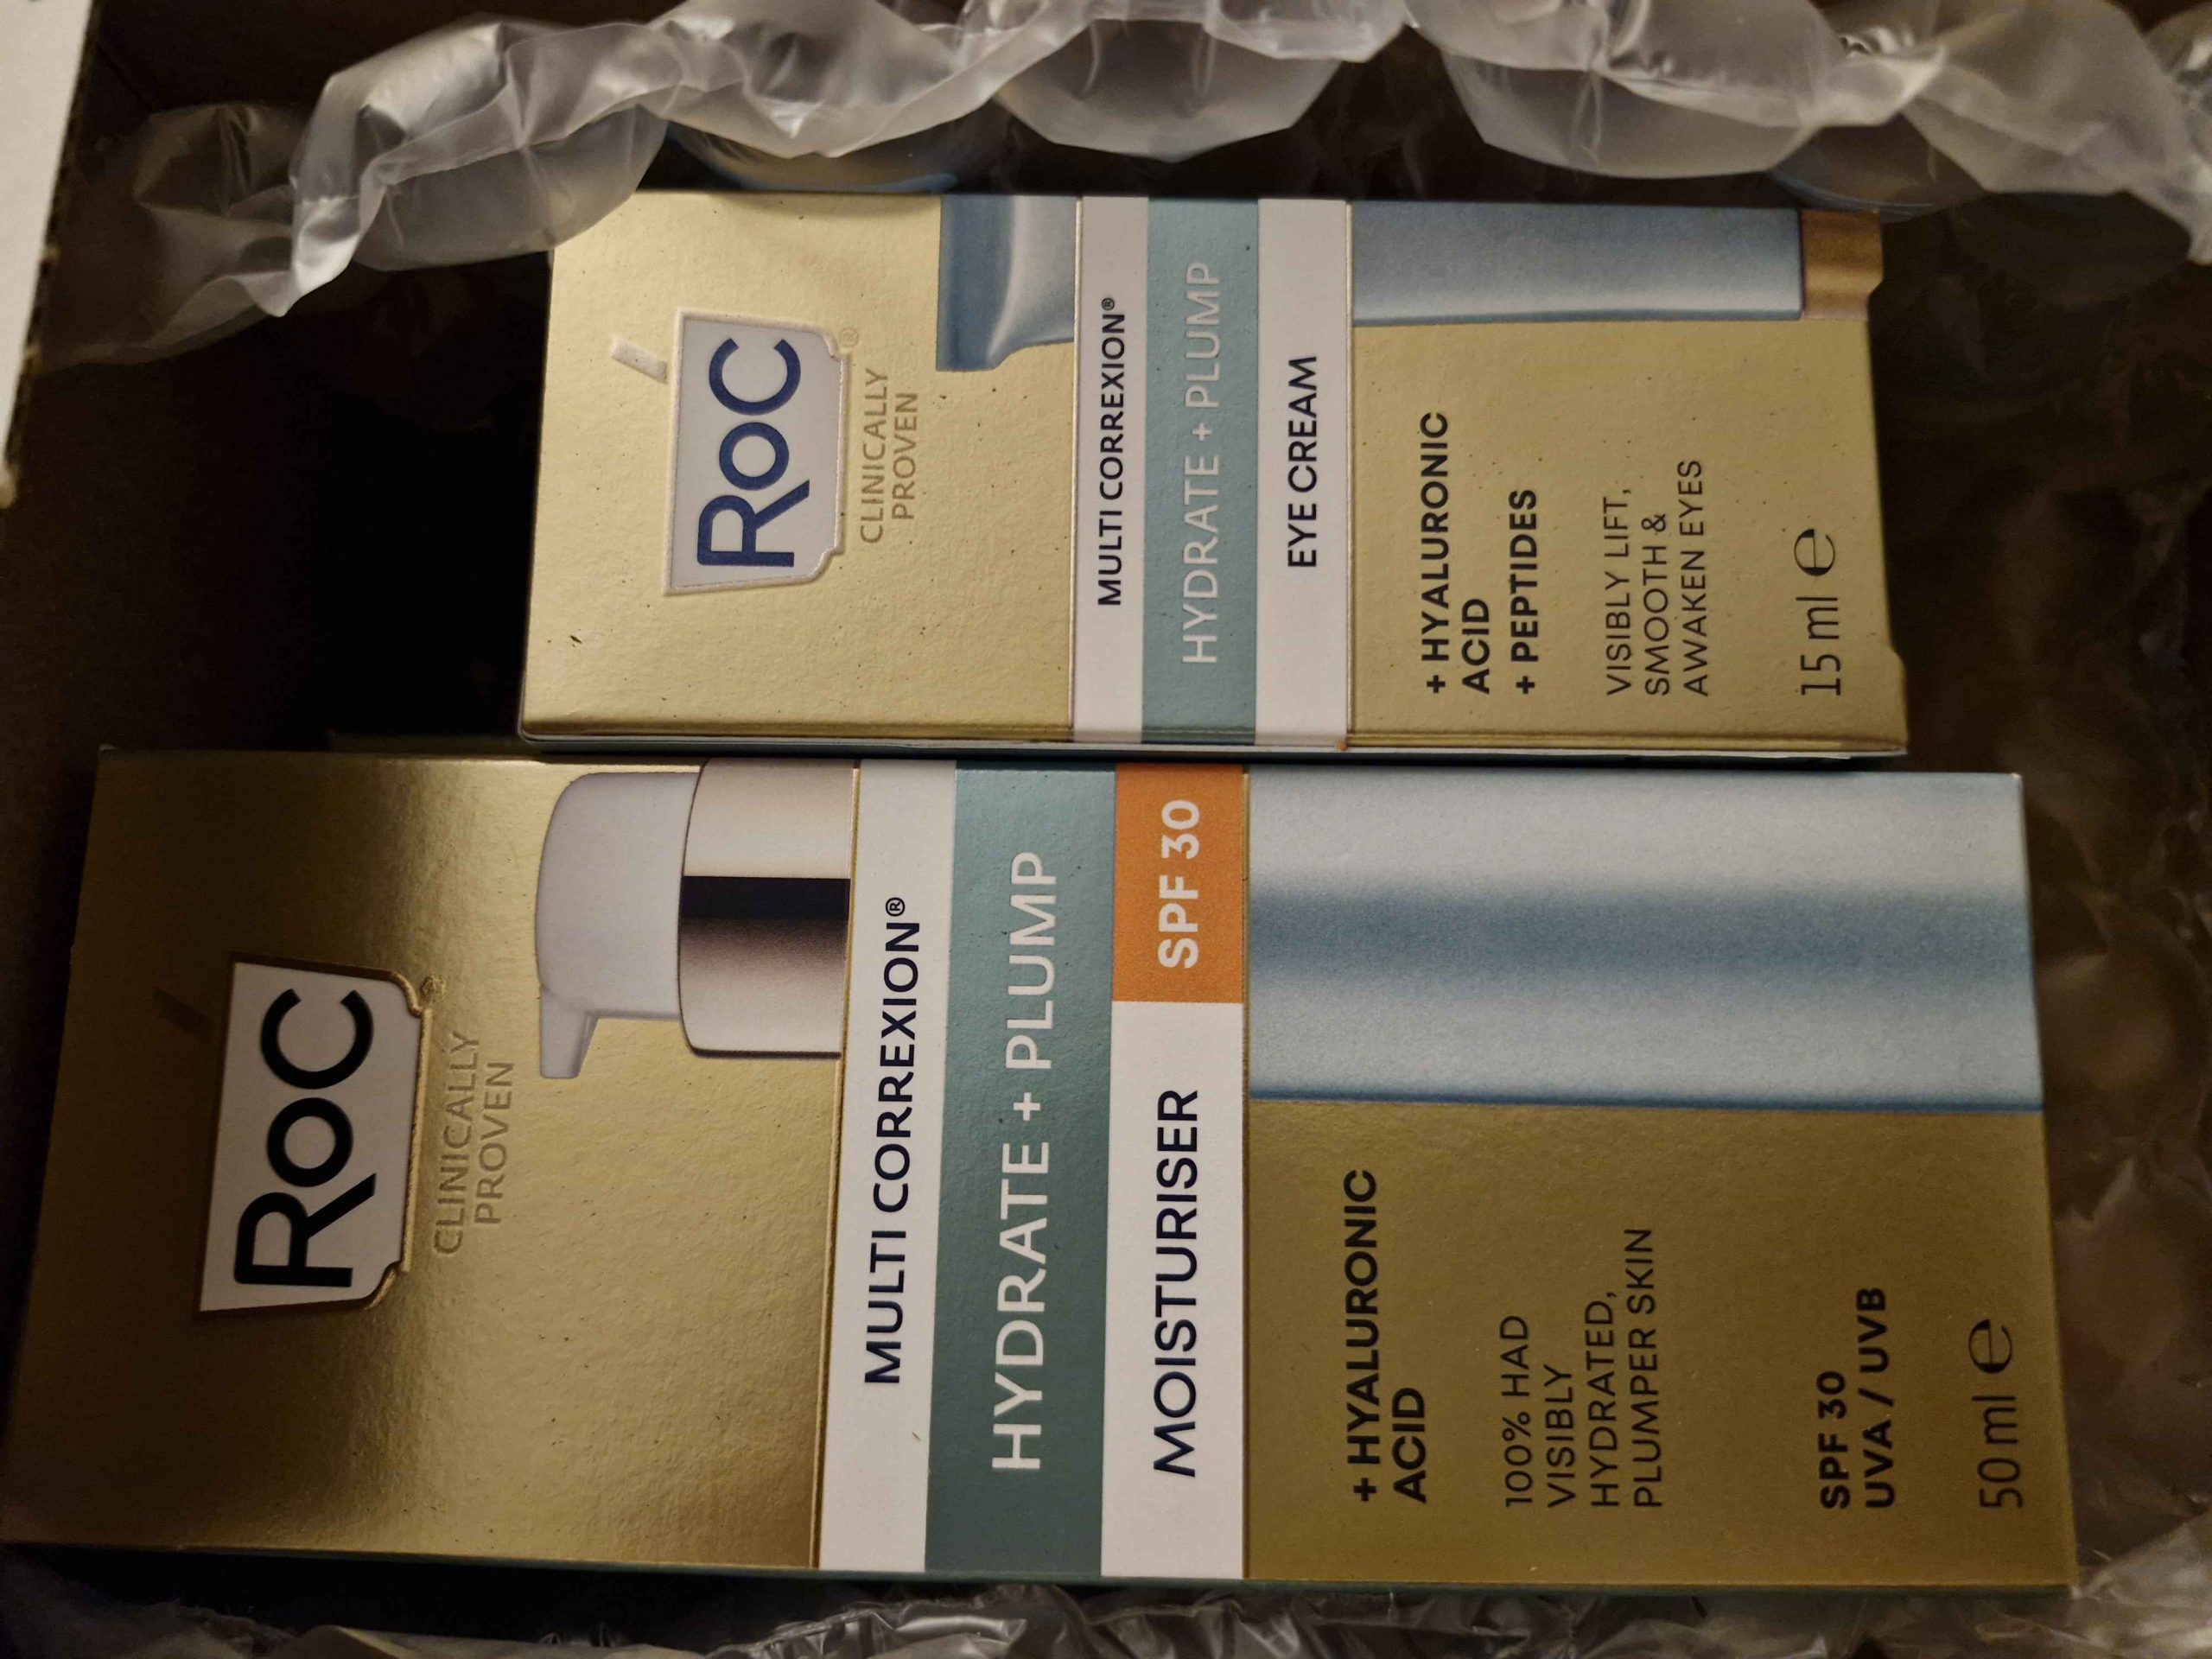 RoC®
CLINICALLY
PROVEN
MULTI CORREXION®
HYDRATE + PLUMP
EYE CREAM
+ HYALURONIC
ACID
+ PEPTIDES
VISIBLY LIFT,
SMOOTH &
AWAKEN EYES
15 ml ℮
RoC®
CLINICALLY
PROVEN
MULTI CORREXION®
HYDRATE + PLUMP
MOISTURISER SPF 30
+ HYALURONIC
ACID
100% HAD
VISIBLY
HYDRATED,
PLUMPER SKIN
SPF 30
UVA / UVB
50 ml ℮